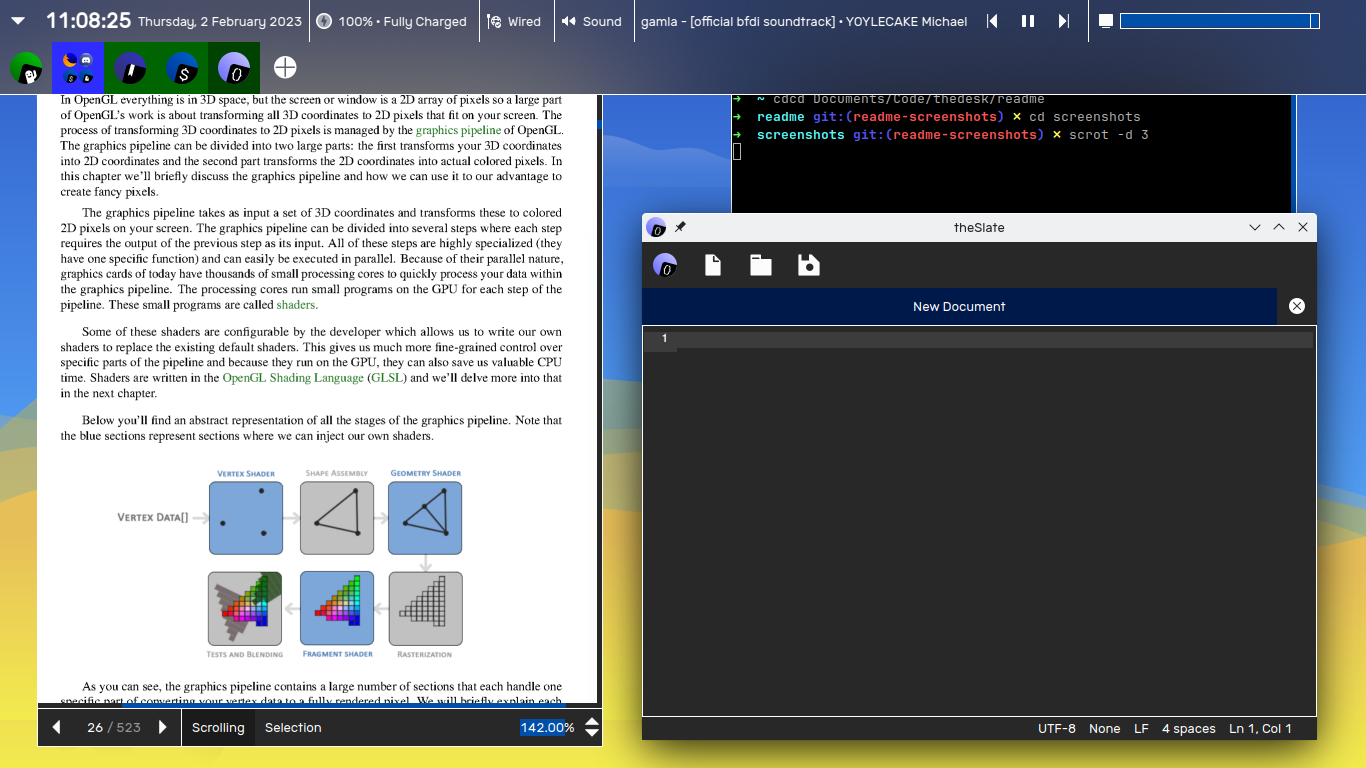 11:08:25 Thursday, 2 February 2023 100% · Fully Charged Wired Sound gamla - [official bfdi soundtrack] · YOYLECAKE Michael
In OpenGL everything is in 3D space, but the screen or window is a 2D array of pixels so a large part
of OpenGL's work is about transforming all 3D coordinates to 2D pixels that fit on your screen. The
process of transforming 3D coordinates to 2D pixels is managed by the graphics pipeline of OpenGL.
The graphics pipeline can be divided into two large parts: the first transforms your 3D coordinates
into 2D coordinates and the second part transforms the 2D coordinates into actual colored pixels. In
this chapter we'll briefly discuss the graphics pipeline and how we can use it to our advantage to
create fancy pixels.
The graphics pipeline takes as input a set of 3D coordinates and transforms these to colored
2D pixels on your screen. The graphics pipeline can be divided into several steps where each step
requires the output of the previous step as its input. All of these steps are highly specialized (they
have one specific function) and can easily be executed in parallel. Because of their parallel nature,
graphics cards of today have thousands of small processing cores to quickly process your data within
the graphics pipeline. The processing cores run small programs on the GPU for each step of the
pipeline. These small programs are called shaders.
Some of these shaders are configurable by the developer which allows us to write our own
shaders to replace the existing default shaders. This gives us much more fine-grained control over
specific parts of the pipeline and because they run on the GPU, they can also save us valuable CPU
time. Shaders are written in the OpenGL Shading Language (GLSL) and we'll delve more into that
in the next chapter.
Below you'll find an abstract representation of all the stages of the graphics pipeline. Note that
the blue sections represent sections where we can inject our own shaders.
VERTEX SHADER SHAPE ASSEMBLY GEOMETRY SHADER
VERTEX DATA[]
TESTS AND BLENDING FRAGMENT SHADER RASTERIZATION
As you can see, the graphics pipeline contains a large number of sections that each handle one
specific part of converting your vertex data to a fully rendered pixel. We will briefly explain each
26 / 523 Scrolling Selection 142.00%
➜ ~ cdcd Documents/Code/thedesk/readme
➜ readme git:(readme-screenshots) × cd screenshots
➜ screenshots git:(readme-screenshots) × scrot -d 3
theSlate
New Document
1
UTF-8 None LF 4 spaces Ln 1, Col 1